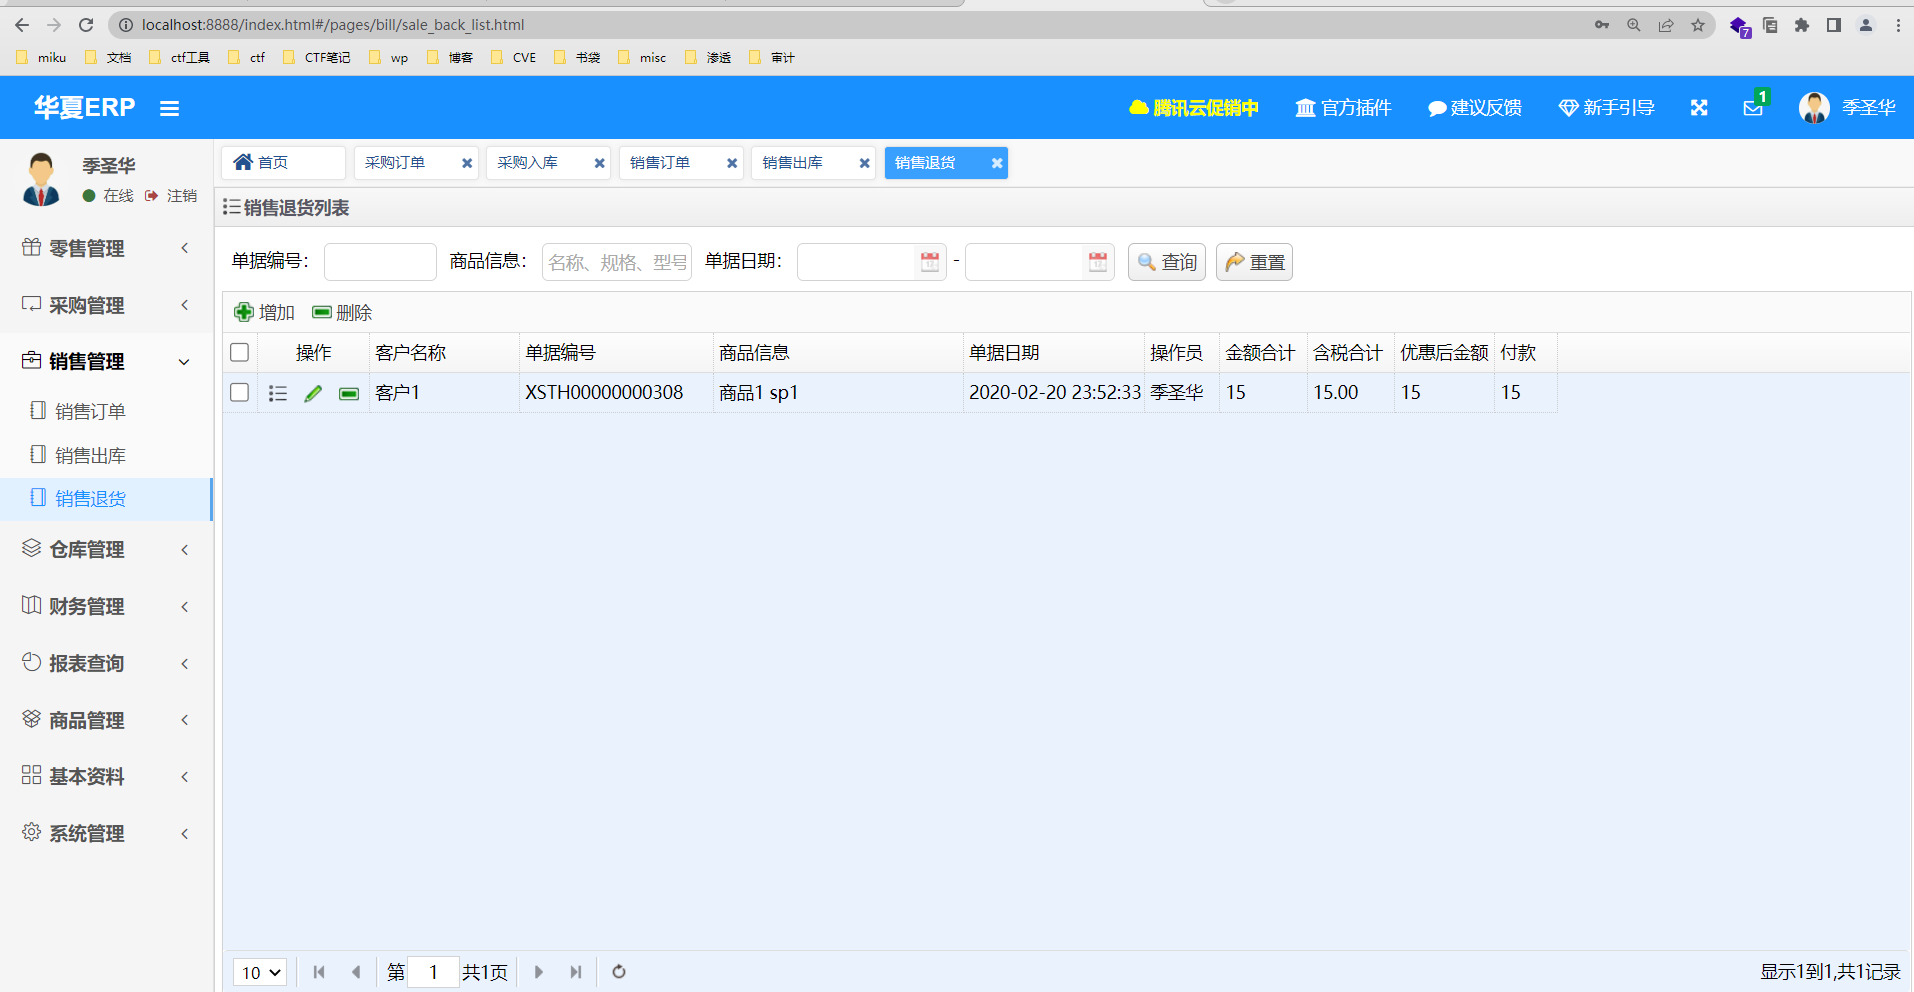 localhost:8888/index.html#/pages/bill/sale_back_list.html
7
miku 文档 ctf工具 ctf CTF笔记 wp 博客 CVE 书袋 misc 渗透 审计
华夏ERP 腾讯云促销中 官方插件 建议反馈 新手引导 1 季圣华
季圣华
在线 注销
首页 采购订单 采购入库 销售订单 销售出库 销售退货
销售退货列表
零售管理
采购管理
销售管理
销售订单
销售出库
销售退货
仓库管理
财务管理
报表查询
商品管理
基本资料
系统管理
单据编号： 商品信息： 名称、规格、型号 单据日期： - 查询 重置
增加 删除
操作 客户名称 单据编号 商品信息 单据日期 操作员 金额合计 含税合计 优惠后金额 付款
客户1 XSTH00000000308 商品1 sp1 2020-02-20 23:52:33 季圣华 15 15.00 15 15
10 第 1 共1页 显示1到1,共1记录